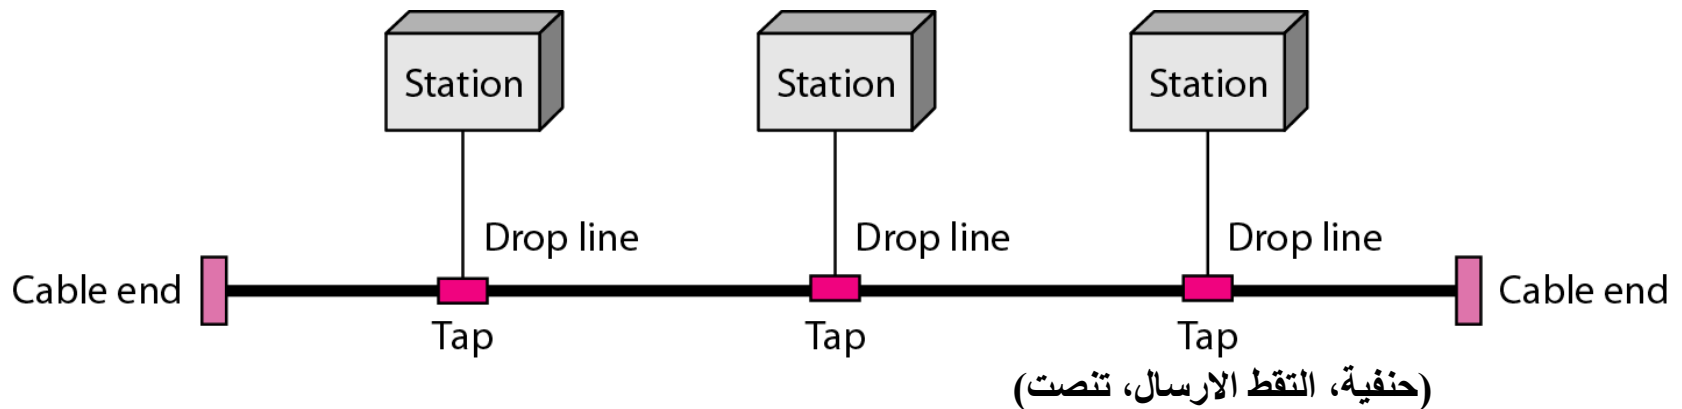 Station Station Station
Drop line Drop line Drop line
Cable end Cable end
Tap Tap Tap
(حنفية، التقط الارسال، تنصت)